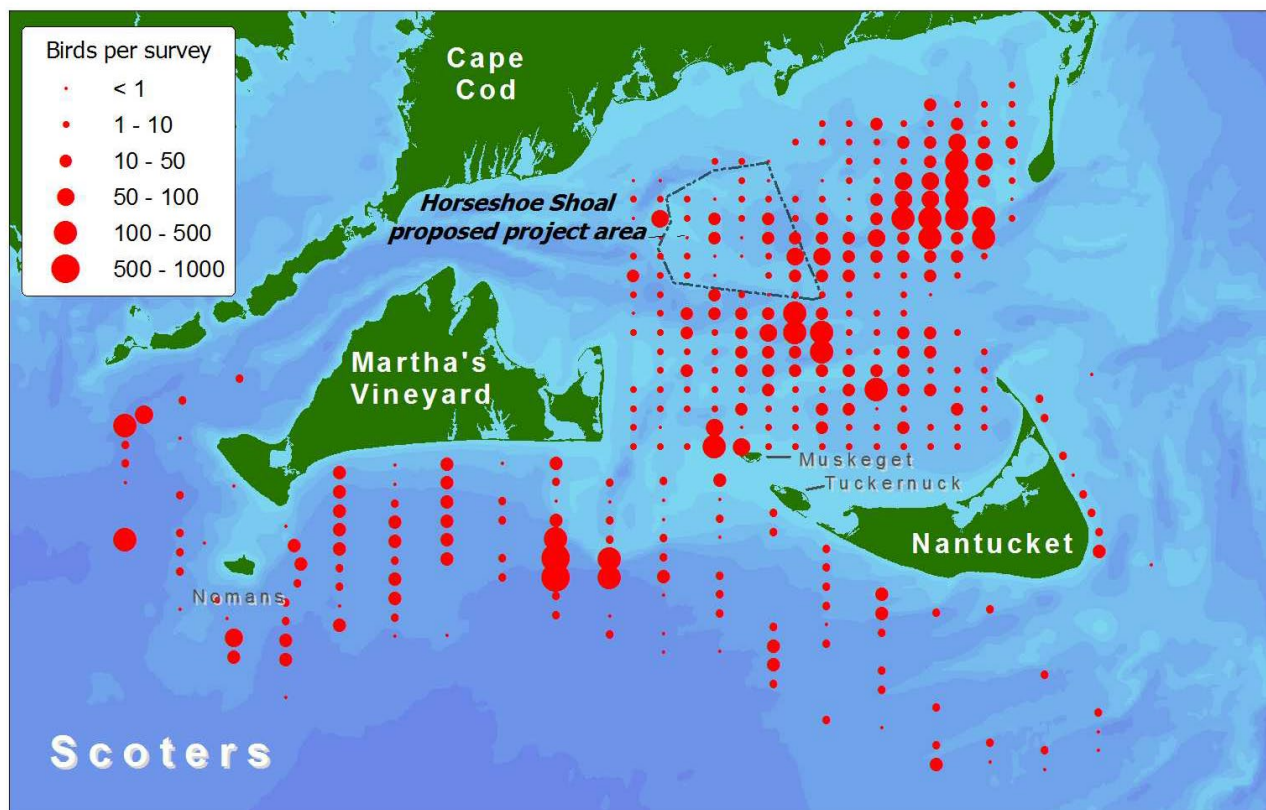 Birds per survey
< 1
1 - 10
10 - 50
50 - 100
100 - 500
500 - 1000
Cape
Cod
Horseshoe Shoal
proposed project area
Martha's
Vineyard
Muskeget
Tuckernuck
Nantucket
Nomans
Scoters